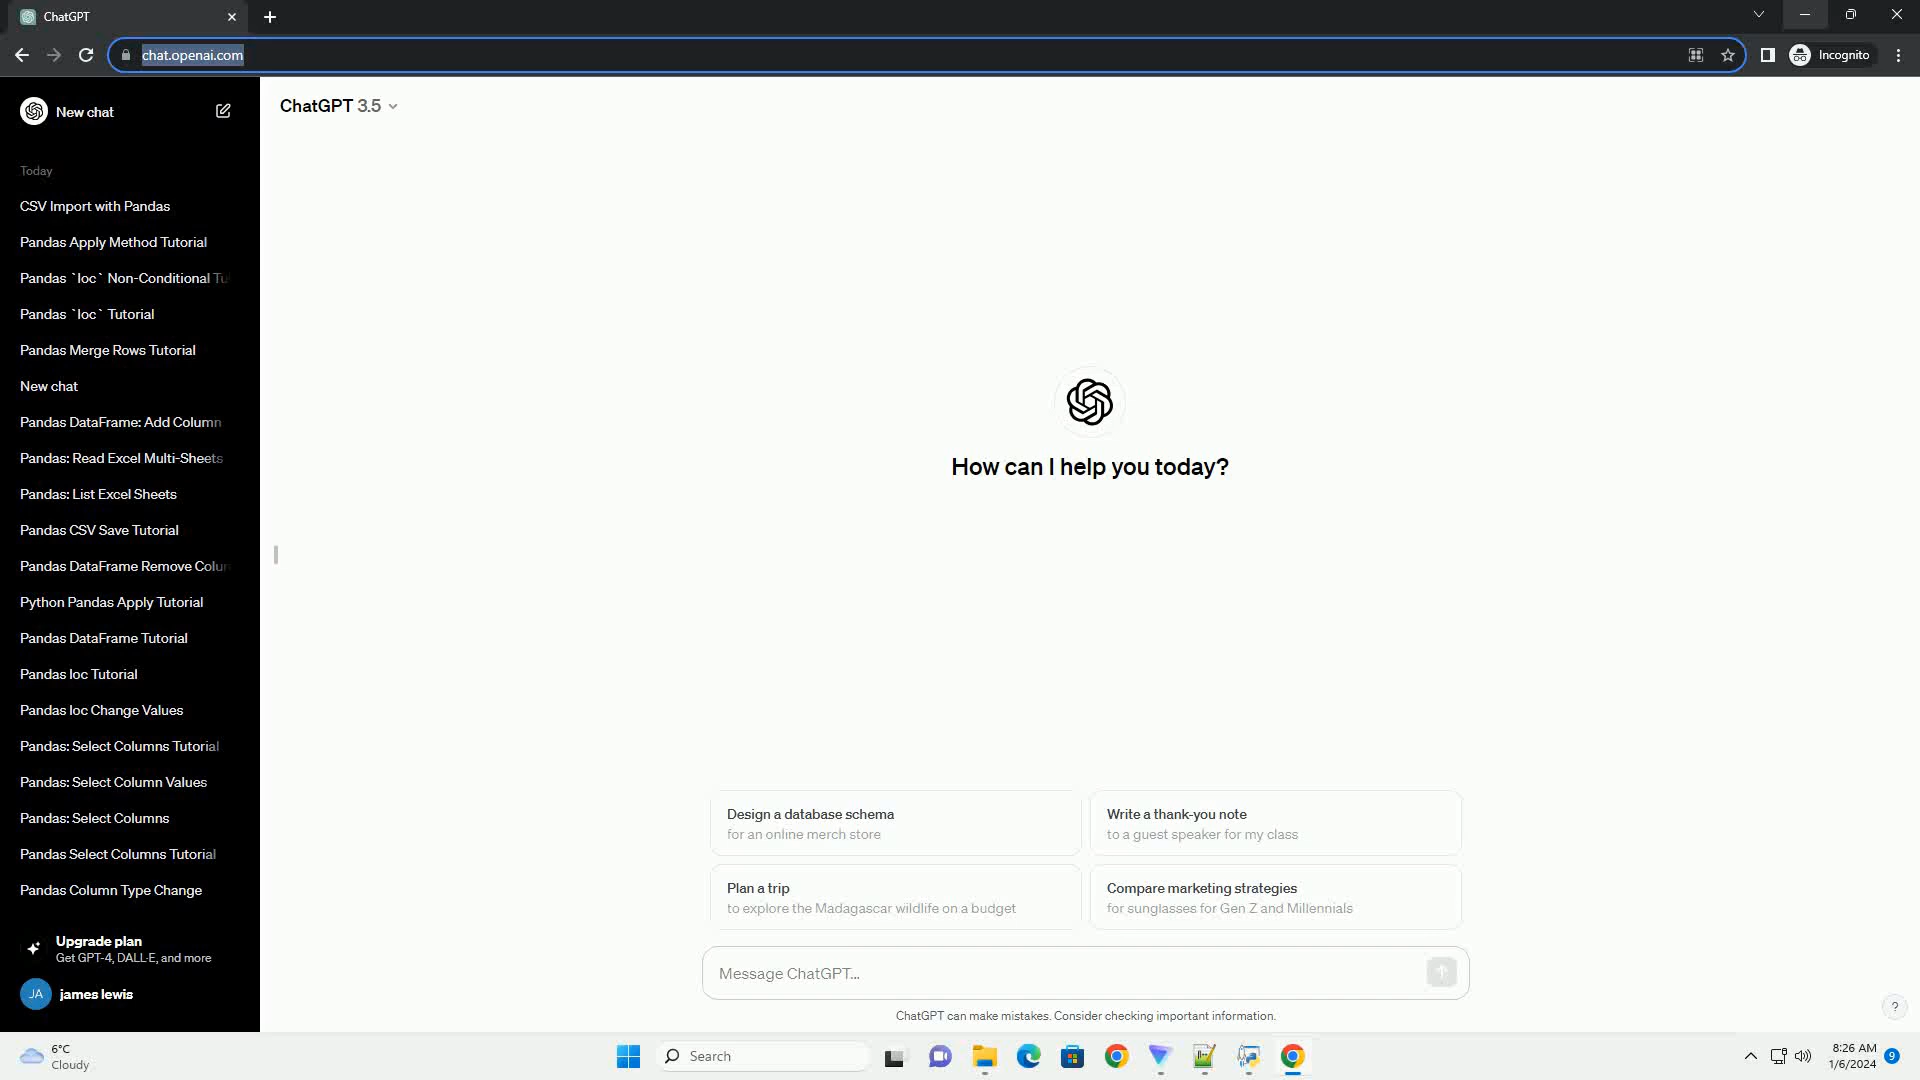 ChatGPT
chat.openai.com
Incognito
New chat
ChatGPT 3.5
Today
CSV Import with Pandas
Pandas Apply Method Tutorial
Pandas `loc` Non-Conditional Tu
Pandas `loc` Tutorial
Pandas Merge Rows Tutorial
New chat
Pandas DataFrame: Add Column
Pandas: Read Excel Multi-Sheets
Pandas: List Excel Sheets
Pandas CSV Save Tutorial
Pandas DataFrame Remove Colu
Python Pandas Apply Tutorial
Pandas DataFrame Tutorial
Pandas loc Tutorial
Pandas loc Change Values
Pandas: Select Columns Tutorial
Pandas: Select Column Values
Pandas: Select Columns
Pandas Select Columns Tutorial
Pandas Column Type Change
Upgrade plan
Get GPT-4, DALL·E, and more
JA james lewis
How can I help you today?
Design a database schema
for an online merch store
Write a thank-you note
to a guest speaker for my class
Plan a trip
to explore the Madagascar wildlife on a budget
Compare marketing strategies
for sunglasses for Gen Z and Millennials
Message ChatGPT...
ChatGPT can make mistakes. Consider checking important information.
?
6°C
Cloudy
Search
8:26 AM
1/6/2024
9